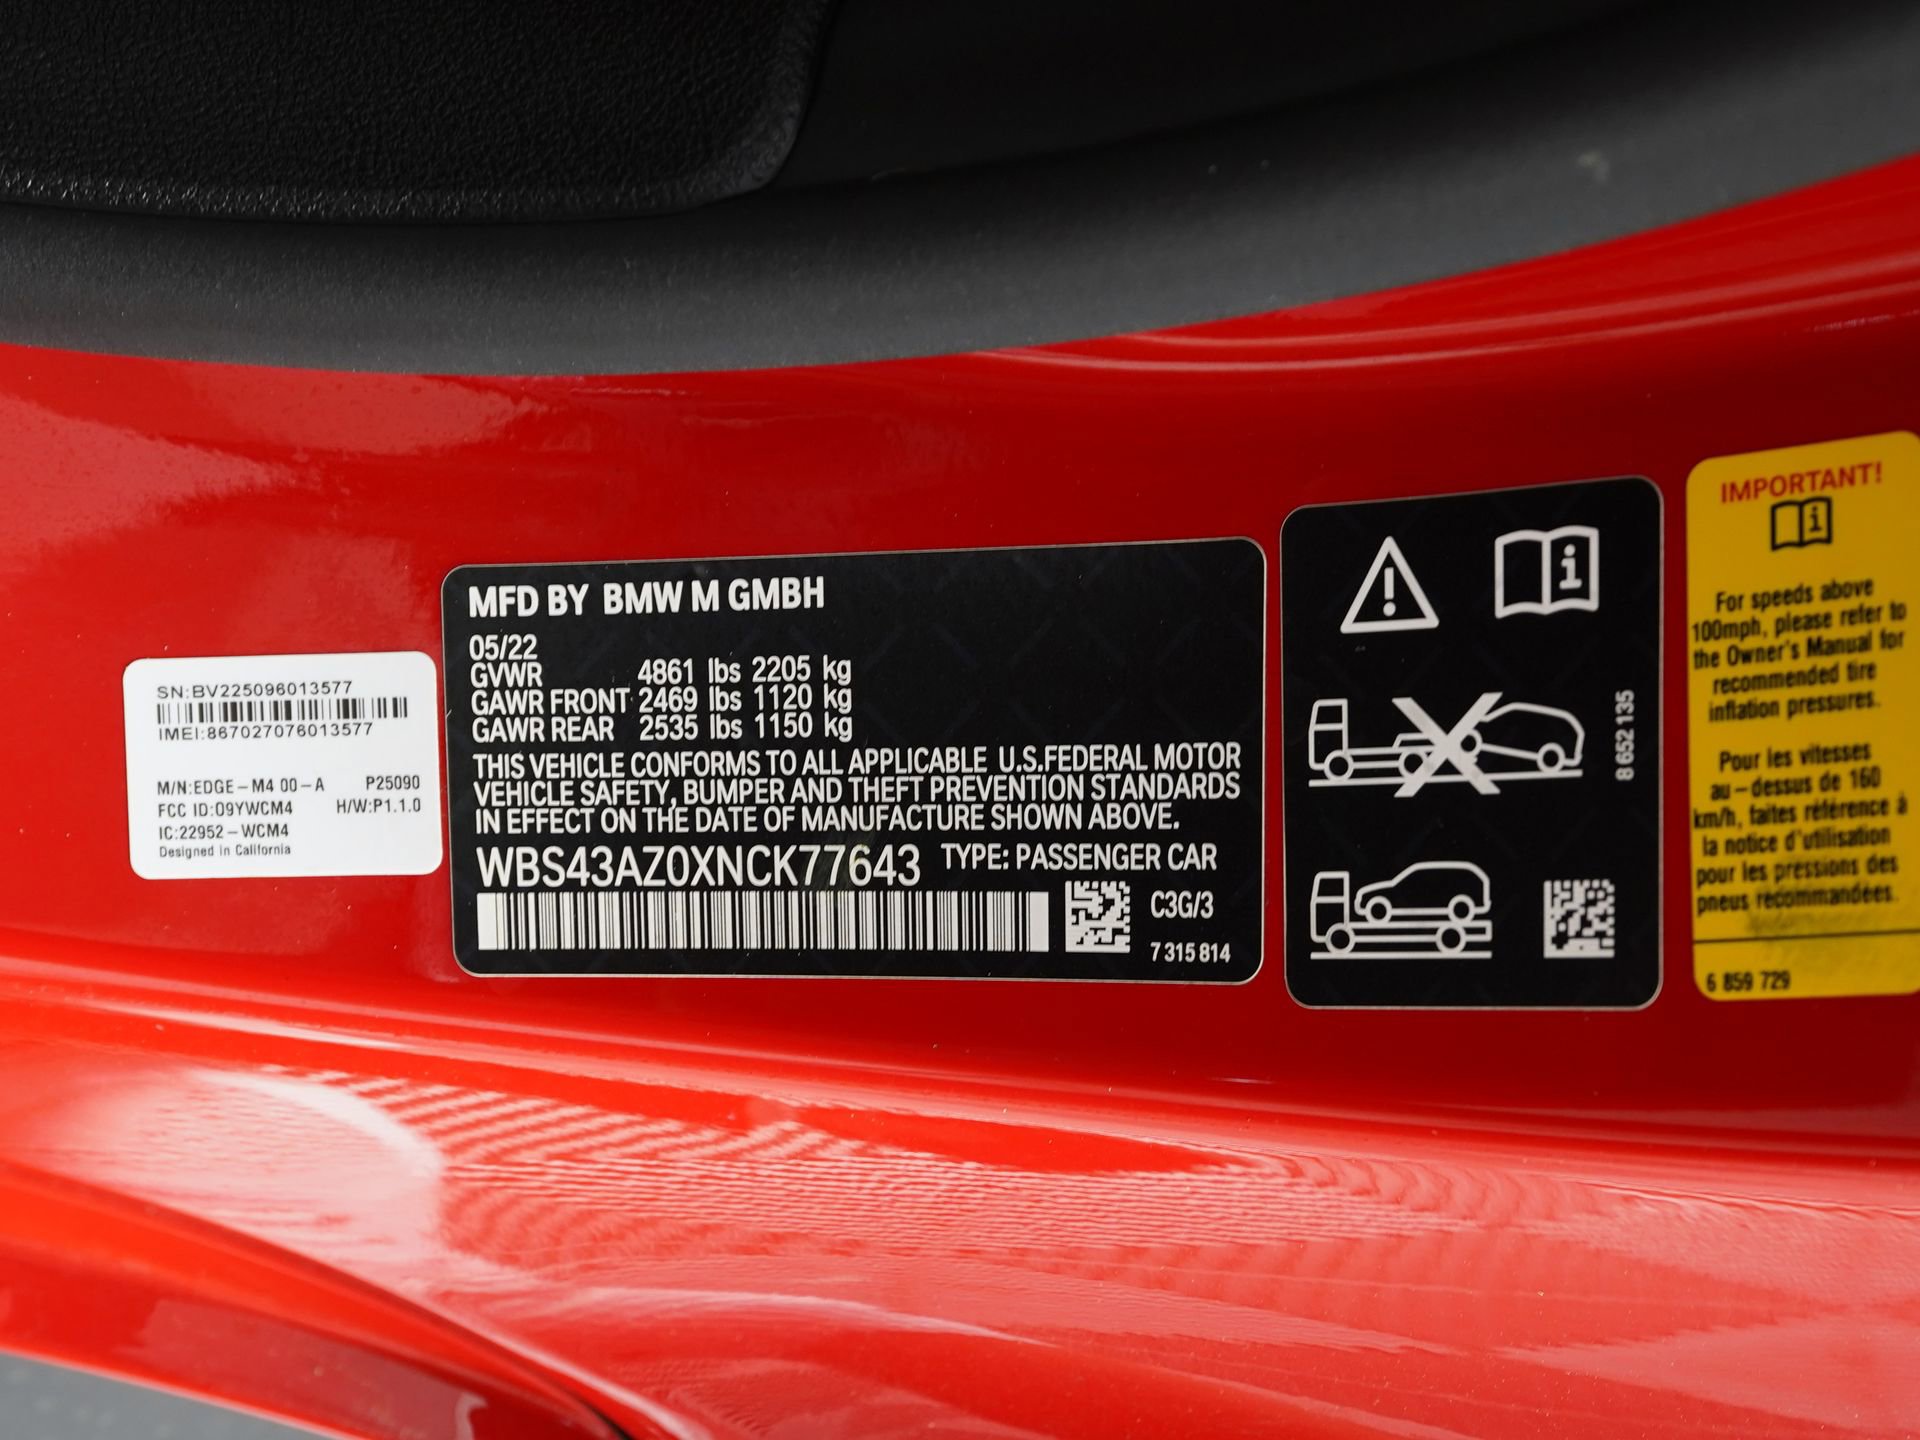 SN:BV225096013577
IMEI:867027076013577
M/N:EDGE-M4 00-A P25090
FCC ID:O9YWCM4 H/W:P1.1.0
IC:22952-WCM4
Designed in California
MFD BY BMW M GMBH
05/22
GVWR 4861 lbs 2205 kg
GAWR FRONT 2469 lbs 1120 kg
GAWR REAR 2535 lbs 1150 kg
THIS VEHICLE CONFORMS TO ALL APPLICABLE U.S.FEDERAL MOTOR
VEHICLE SAFETY, BUMPER AND THEFT PREVENTION STANDARDS
IN EFFECT ON THE DATE OF MANUFACTURE SHOWN ABOVE.
WBS43AZ0XNCK77643 TYPE: PASSENGER CAR
C3G/3
7 315 814
8 652 135
IMPORTANT!
For speeds above
100mph, please refer to
the Owner's Manual for
recommended tire
inflation pressures.
Pour les vitesses
au-dessus de 160
km/h, faites référence à
la notice d'utilisation
pour les pressions des
pneus recommandées.
6 859 729